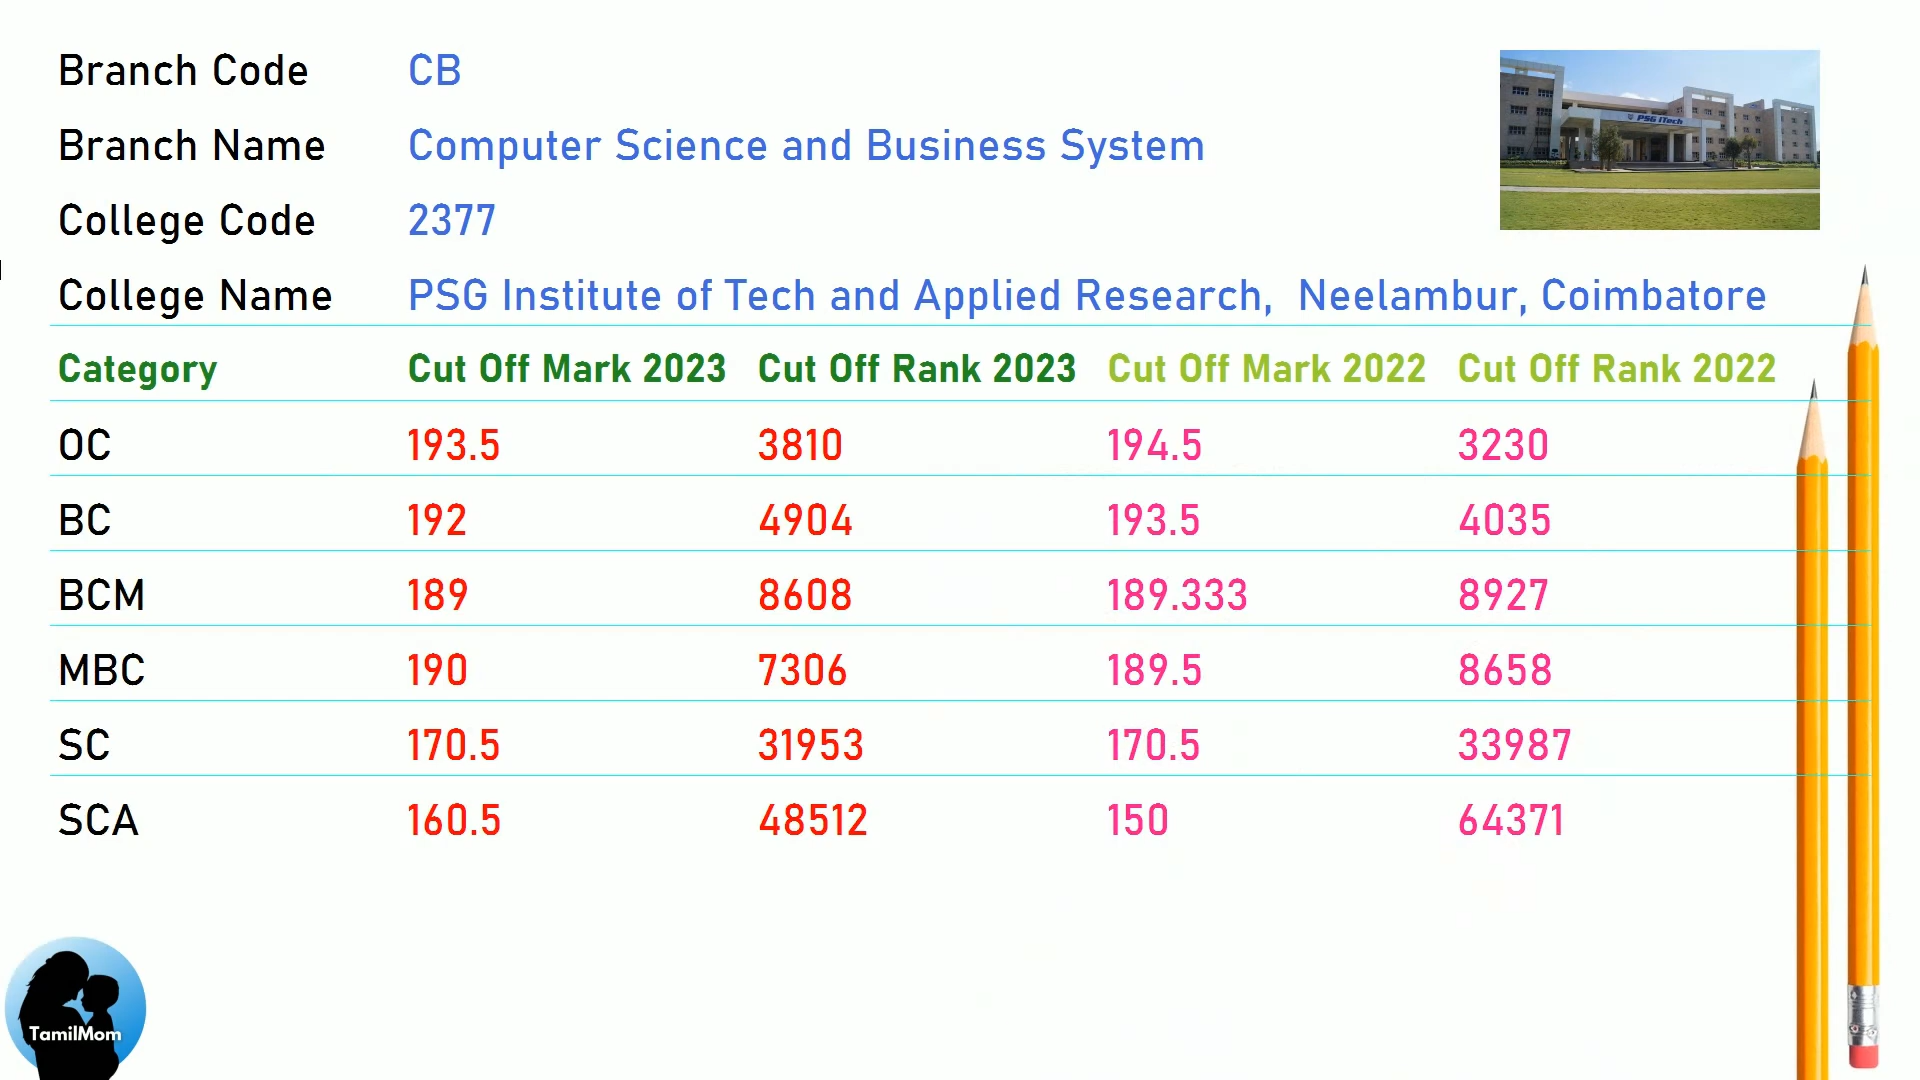 Branch Code CB
Branch Name Computer Science and Business System
College Code 2377
College Name PSG Institute of Tech and Applied Research, Neelambur, Coimbatore
Category Cut Off Mark 2023 Cut Off Rank 2023 Cut Off Mark 2022 Cut Off Rank 2022
OC 193.5 3810 194.5 3230
BC 192 4904 193.5 4035
BCM 189 8608 189.333 8927
MBC 190 7306 189.5 8658
SC 170.5 31953 170.5 33987
SCA 160.5 48512 150 64371
PSG iTech
TamilMom